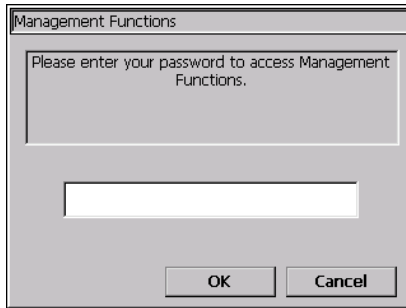 Management Functions
Please enter your password to access Management
Functions.
OK
Cancel